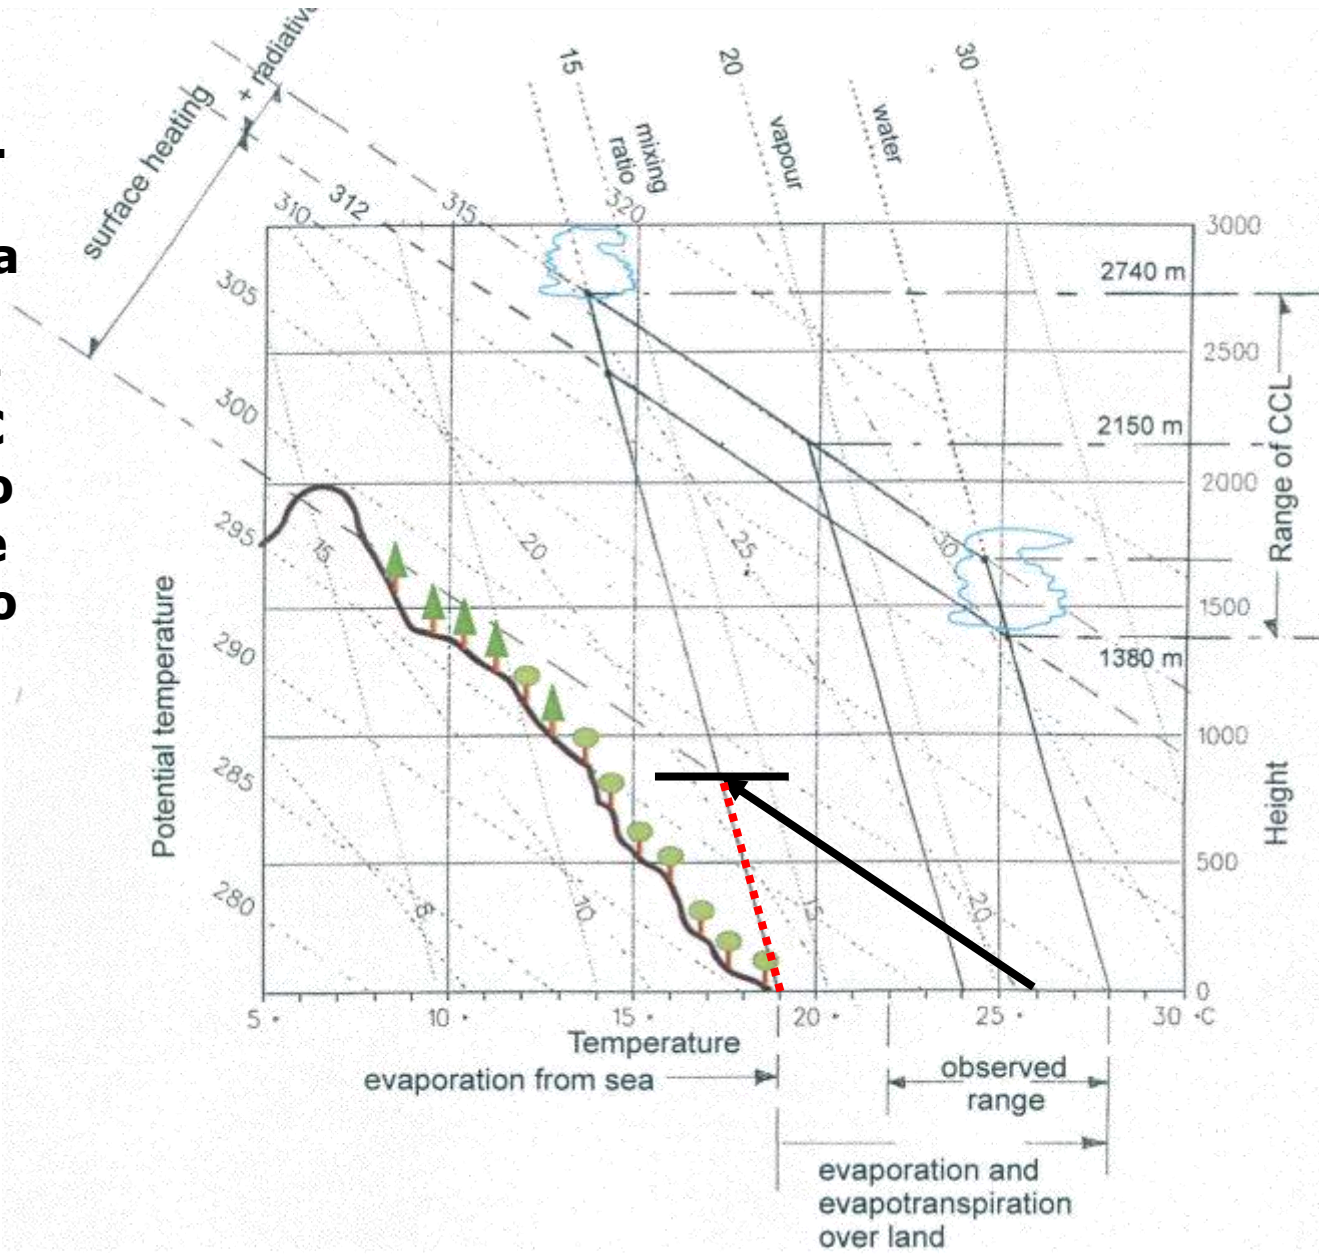 surface heating
+ radiative
15
20
30
mixing
ratio
vapour
water
310
312
315
320
3000
2740 m
305
2500
2150 m
300
2000
Range of CCL
295
15
20
25
30
1500
1380 m
290
1000
Potential temperature
285
Height
500
280
8
10
15
20
0
5
10
15
20
25
30 °C
Temperature
evaporation from sea
observed
range
evaporation and
evapotranspiration
over land